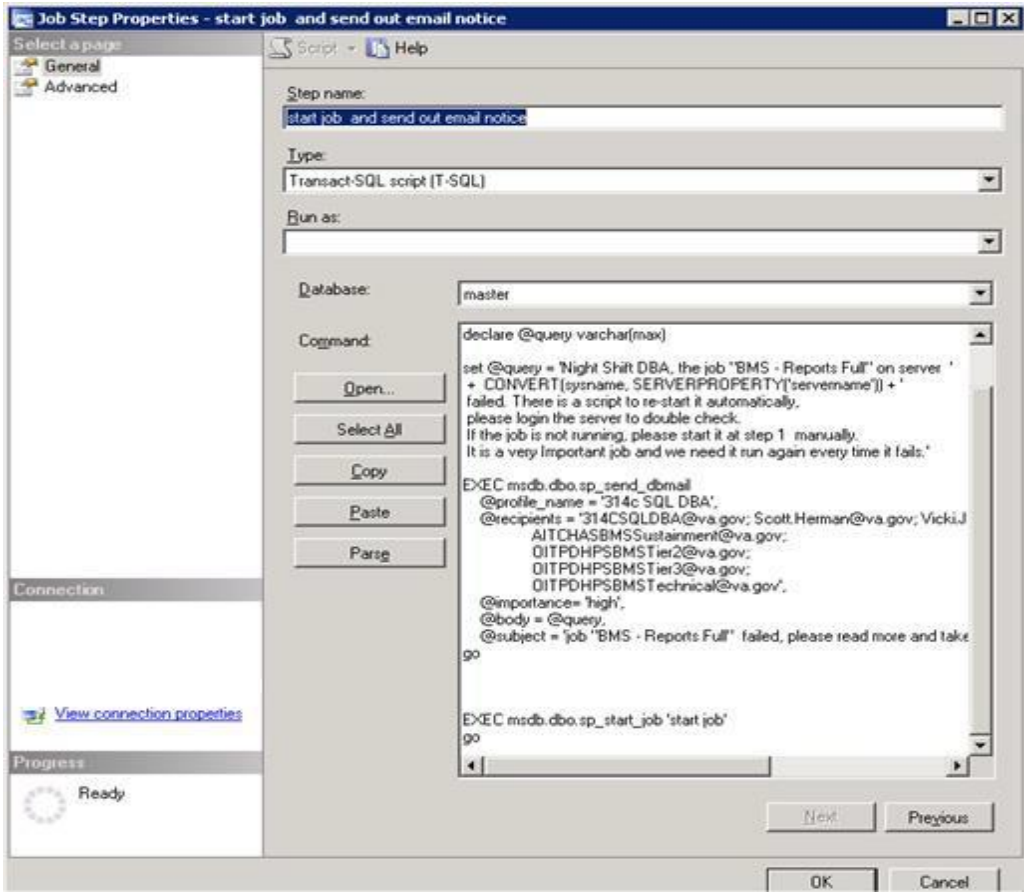 Job Step Properties - start job  and send out email notice
Select a page
General
Advanced
Script
Help
Step name:
start job  and send out email notice
Type:
Transact-SQL script (T-SQL)
Run as:
Database:
master
Command:
declare @query varchar(max)
set @query = 'Night Shift DBA, the job "BMS - Reports Full" on server  '
+  CONVERT(sysname, SERVERPROPERTY('servername')) + '
failed. There is a script to re-start it automatically,
please login the server to double check.
If the job is not running, please start it at step 1  manually.
It is a very Important job and we need it run again every time it fails.'
EXEC msdb.dbo.sp_send_dbmail
@profile_name = '314c SQL DBA',
@recipients = '314CSQLDBA@va.gov; Scott.Herman@va.gov; Vicki.J
AITCHASBMSSustainment@va.gov;
OITPDHPSBMSTier2@va.gov;
OITPDHPSBMSTier3@va.gov;
OITPDHPSBMSTechnical@va.gov',
@importance= 'high',
@body = @query,
@subject = 'job "BMS - Reports Full"  failed, please read more and take
go
EXEC msdb.dbo.sp_start_job 'start job'
go
Open...
Select All
Copy
Paste
Parse
Connection
View connection properties
Progress
Ready
Next
Previous
OK
Cancel